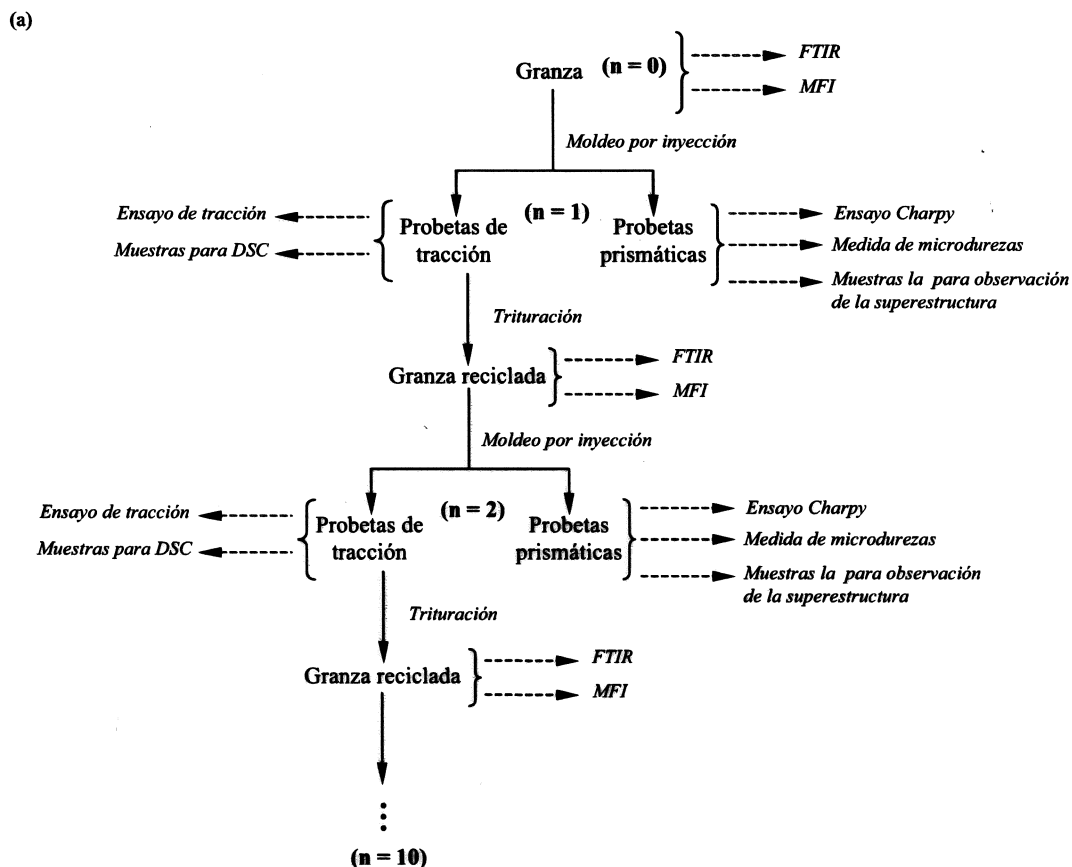 (a)
Granza (n = 0)
FTIR
MFI
Moldeo por inyección
Ensayo de tracción
Muestras para DSC
Probetas de
tracción
(n = 1)
Probetas
prismáticas
Ensayo Charpy
Medida de microdurezas
Muestras la para observación
de la superestructura
Trituración
Granza reciclada
FTIR
MFI
Moldeo por inyección
Ensayo de tracción
Muestras para DSC
Probetas de
tracción
(n = 2)
Probetas
prismáticas
Ensayo Charpy
Medida de microdurezas
Muestras la para observación
de la superestructura
Trituración
Granza reciclada
FTIR
MFI
(n = 10)